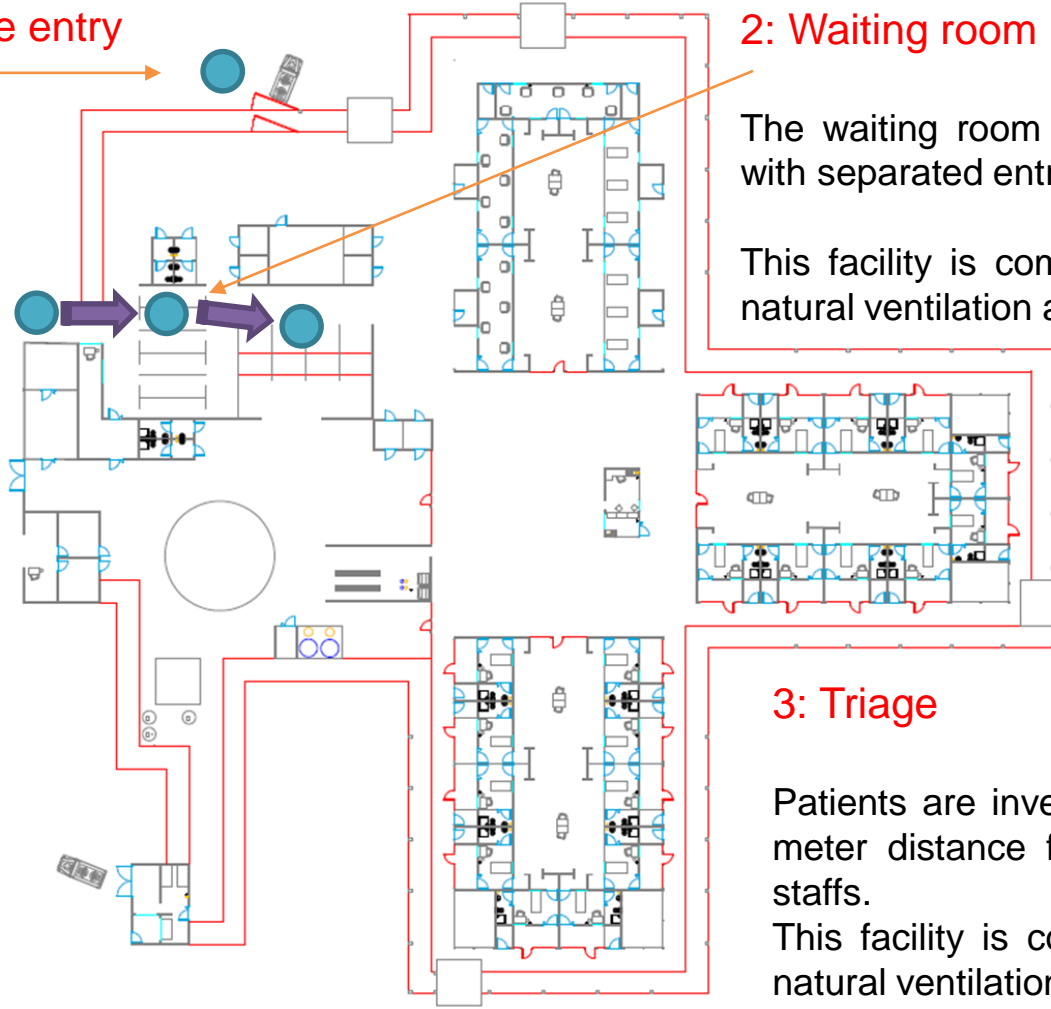 e entry
2: Waiting room
The waiting room
with separated entr
This facility is com
natural ventilation a
3: Triage
Patients are inve
meter distance f
staffs.
This facility is co
natural ventilation